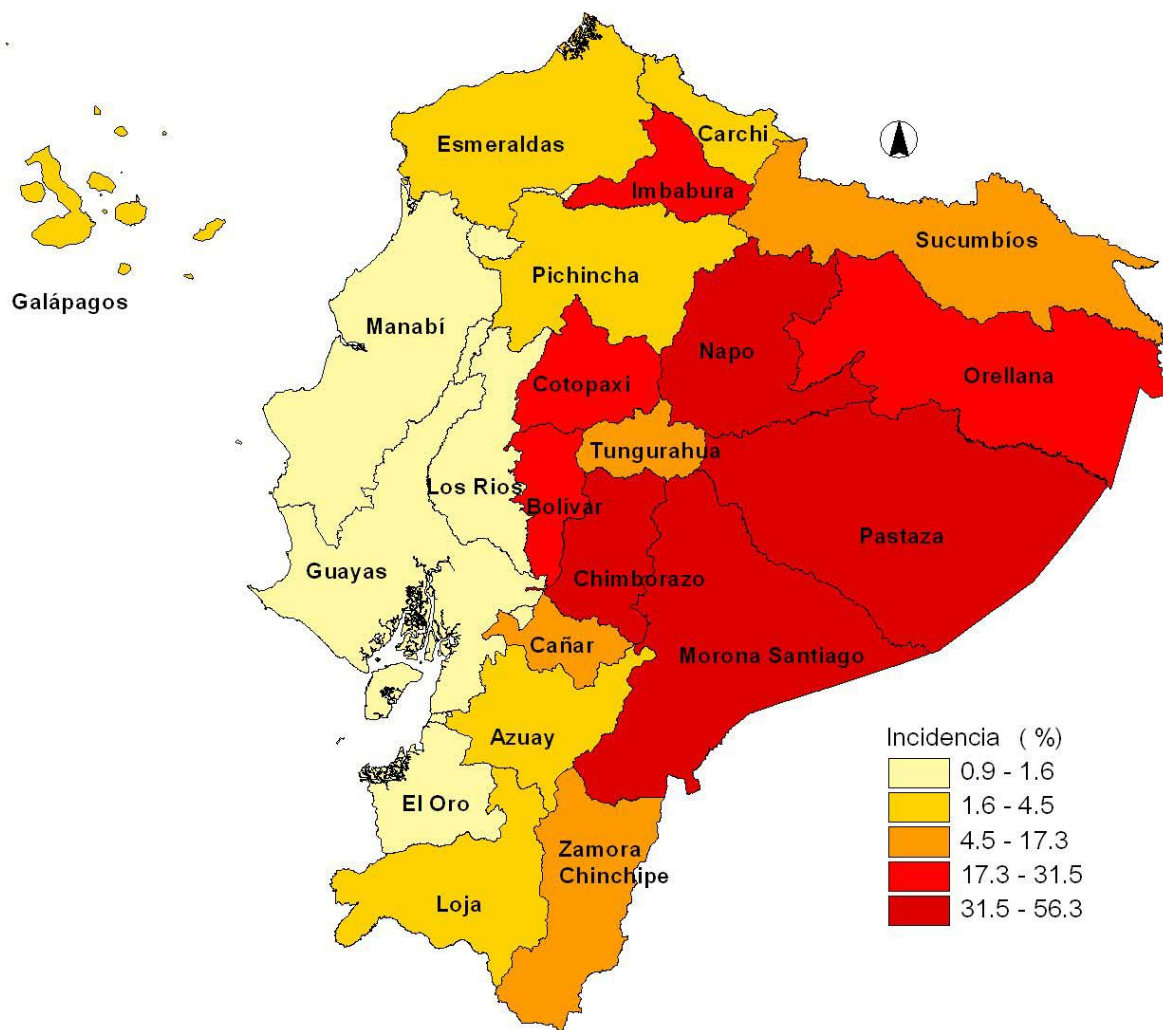 Esmeraldas
Carchi
Imbabura
Sucumbíos
Galápagos
Pichincha
Manabí
Napo
Orellana
Cotopaxi
Tungurahua
Los Rios
Bolívar
Pastaza
Guayas
Chimborazo
Cañar
Morona Santiago
Azuay
El Oro
Zamora
Chinchipe
Loja
Incidencia ( %)
0.9 - 1.6
1.6 - 4.5
4.5 - 17.3
17.3 - 31.5
31.5 - 56.3